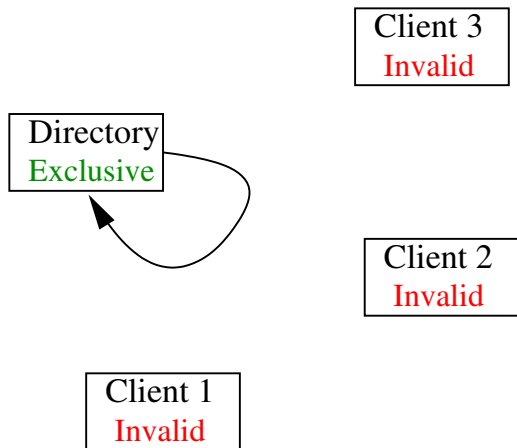 Client 3
Invalid
Directory
Exclusive
Client 2
Invalid
Client 1
Invalid